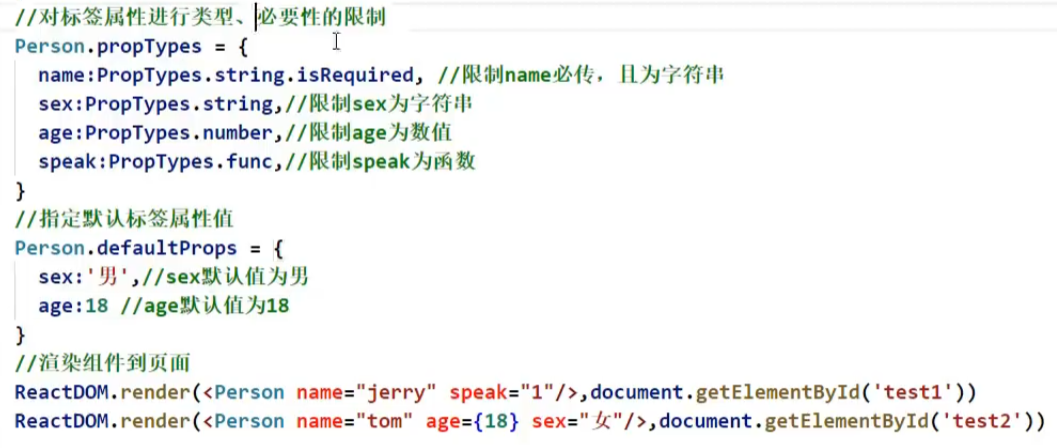 //对标签属性进行类型、必要性的限制
Person.propTypes = {
  name:PropTypes.string.isRequired, //限制name必传，且为字符串
  sex:PropTypes.string,//限制sex为字符串
  age:PropTypes.number,//限制age为数值
  speak:PropTypes.func,//限制speak为函数
}
//指定默认标签属性值
Person.defaultProps = {
  sex:'男',//sex默认值为男
  age:18 //age默认值为18
}
//渲染组件到页面
ReactDOM.render(<Person name="jerry" speak="1"/>,document.getElementById('test1'))
ReactDOM.render(<Person name="tom" age={18} sex="女"/>,document.getElementById('test2'))